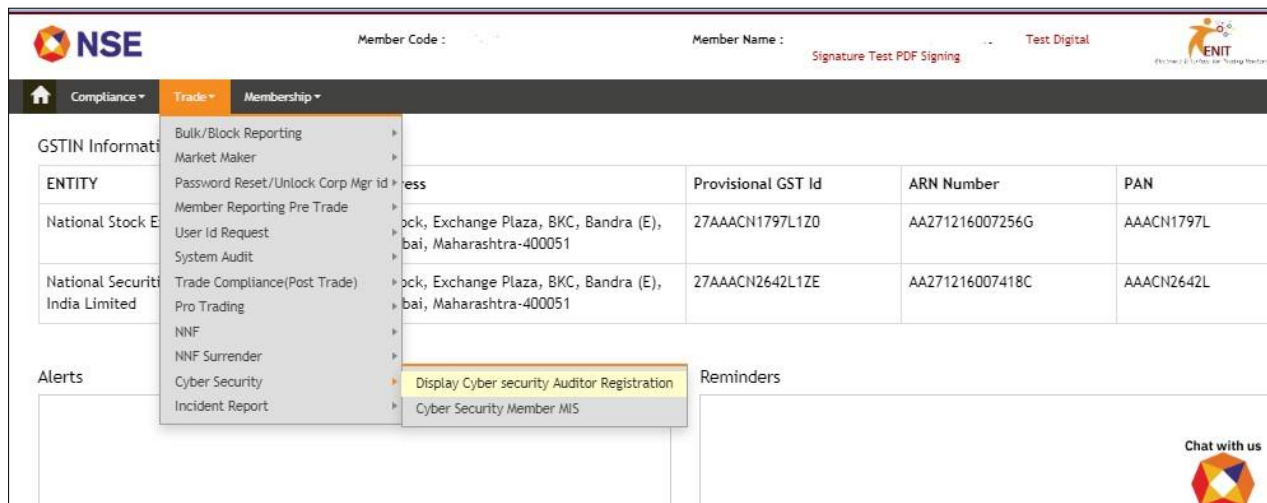 NSE
Member Code :
Member Name :
Test Digital
Signature Test PDF Signing
ENIT
Compliance
Trade
Membership
GSTIN Informati
ENTITY
ress
Provisional GST Id
ARN Number
PAN
National Stock E
ock, Exchange Plaza, BKC, Bandra (E),
bai, Maharashtra-400051
27AAACN1797L1Z0
AA271216007256G
AAACN1797L
National Securiti
India Limited
ock, Exchange Plaza, BKC, Bandra (E),
bai, Maharashtra-400051
27AAACN2642L1ZE
AA271216007418C
AAACN2642L
Bulk/Block Reporting
Market Maker
Password Reset/Unlock Corp Mgr id
Member Reporting Pre Trade
User Id Request
System Audit
Trade Compliance(Post Trade)
Pro Trading
NNF
NNF Surrender
Cyber Security
Incident Report
Display Cyber security Auditor Registration
Cyber Security Member MIS
Alerts
Reminders
Chat with us